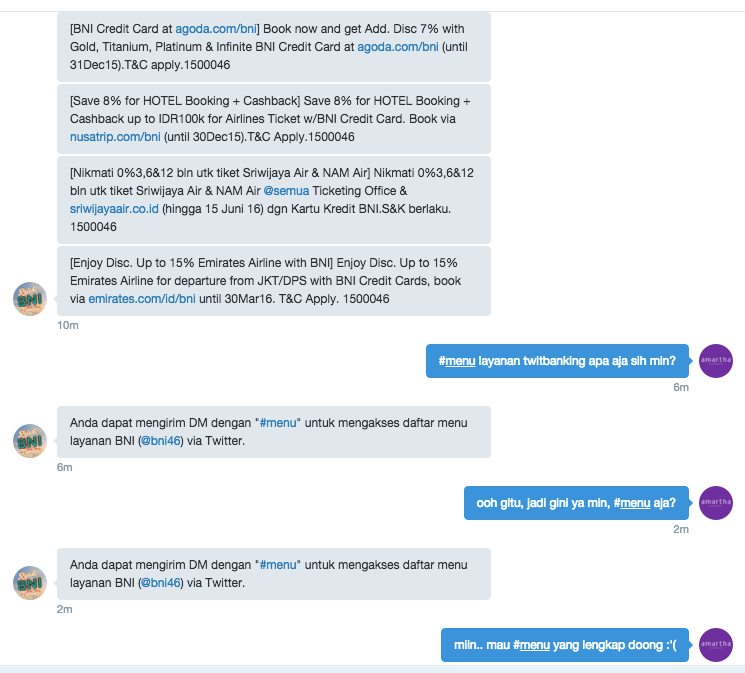 [BNI Credit Card at agoda.com/bni] Book now and get Add. Disc 7% with
Gold, Titanium, Platinum & Infinite BNI Credit Card at agoda.com/bni (until
31Dec15).T&C apply.1500046
[Save 8% for HOTEL Booking + Cashback] Save 8% for HOTEL Booking +
Cashback up to IDR100k for Airlines Ticket w/BNI Credit Card. Book via
nusatrip.com/bni (until 30Dec15).T&C Apply.1500046
[Nikmati 0%3,6&12 bln utk tiket Sriwijaya Air & NAM Air] Nikmati 0%3,6&12
bln utk tiket Sriwijaya Air & NAM Air @semua Ticketing Office &
sriwijayaair.co.id (hingga 15 Juni 16) dgn Kartu Kredit BNI.S&K berlaku.
1500046
[Enjoy Disc. Up to 15% Emirates Airline with BNI] Enjoy Disc. Up to 15%
Emirates Airline for departure from JKT/DPS with BNI Credit Cards, book
via emirates.com/id/bni until 30Mar16. T&C Apply. 1500046
BNI
10m
#menu layanan twitbanking apa aja sih min?
amartha
6m
Anda dapat mengirim DM dengan "#menu" untuk mengakses daftar menu
layanan BNI (@bni46) via Twitter.
BNI
6m
ooh gitu, jadi gini ya min, #menu aja?
amartha
2m
Anda dapat mengirim DM dengan "#menu" untuk mengakses daftar menu
layanan BNI (@bni46) via Twitter.
BNI
2m
miin.. mau #menu yang lengkap doong :'(
amartha